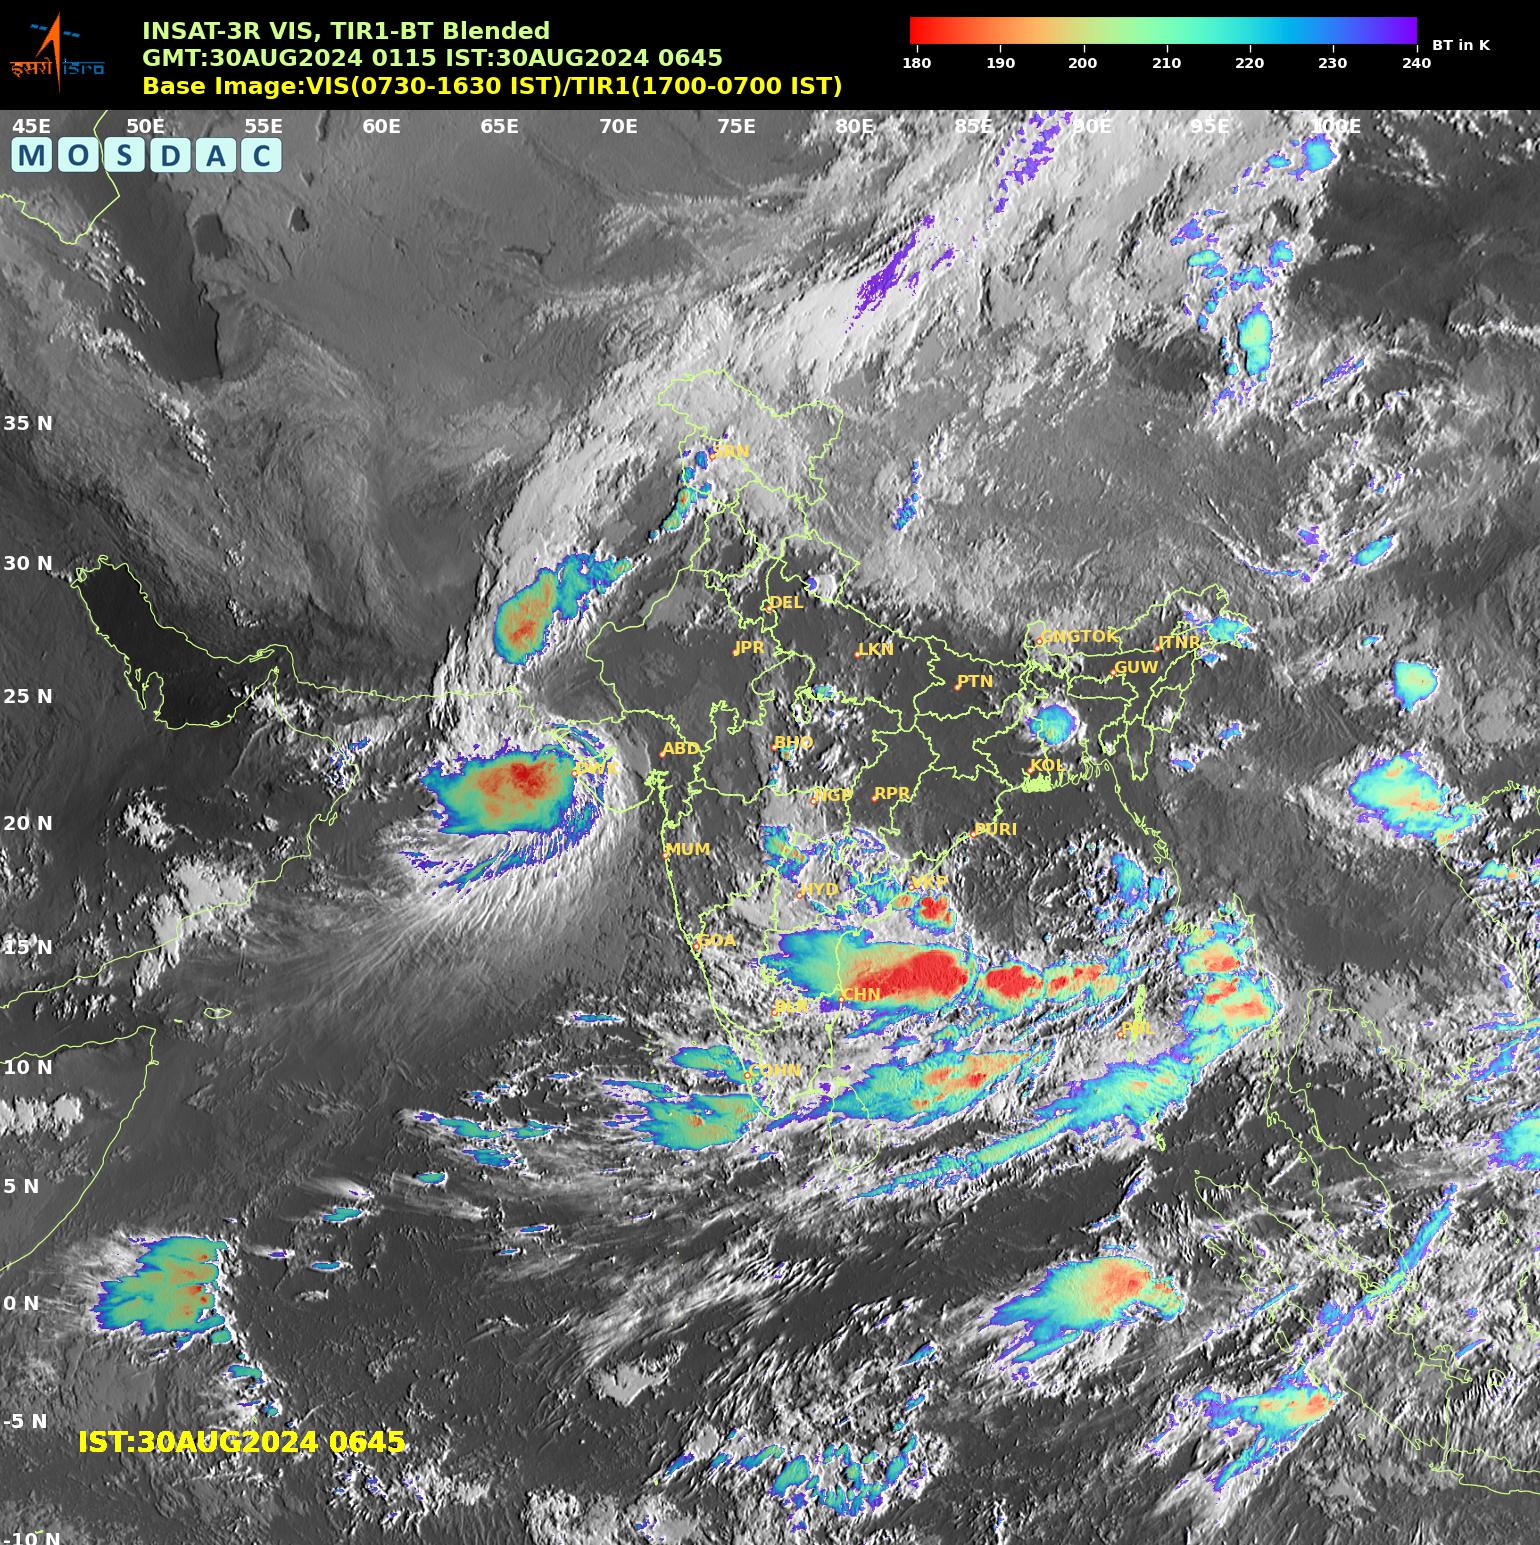 INSAT-3R VIS, TIR1-BT Blended
GMT:30AUG2024 0115 IST:30AUG2024 0645
Base Image:VIS(0730-1630 IST)/TIR1(1700-0700 IST)
इसरो isro
BT in K
180 190 200 210 220 230 240
45E 50E 55E 60E 65E 70E 75E 80E 85E 90E 95E 100E
MOSDAC
35 N
SRN
30 N
DEL
GNGTOK
ITNR
JPR
LKN
GUW
PTN
25 N
BHO
ABD
KOL
DWK
NGP
RPR
20 N
PURI
MUM
VKP
HYD
15 N
GOA
CHN
BLR
PBL
10 N
COHN
5 N
0 N
-5 N
IST:30AUG2024 0645
-10 N